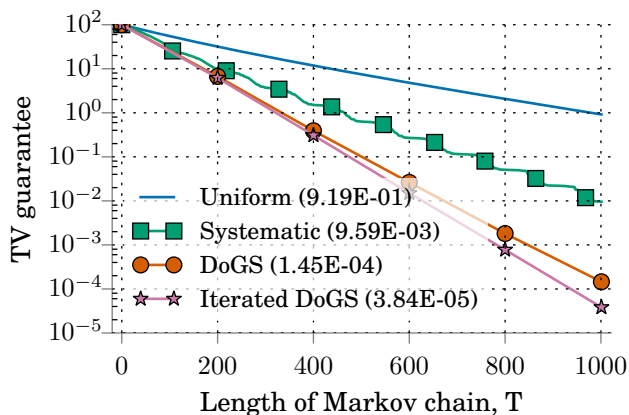 10^2
10^1
10^0
10^−1
10^−2
10^−3
10^−4
10^−5
TV guarantee
Uniform (9.19E-01)
Systematic (9.59E-03)
DoGS (1.45E-04)
Iterated DoGS (3.84E-05)
0 200 400 600 800 1000
Length of Markov chain, T